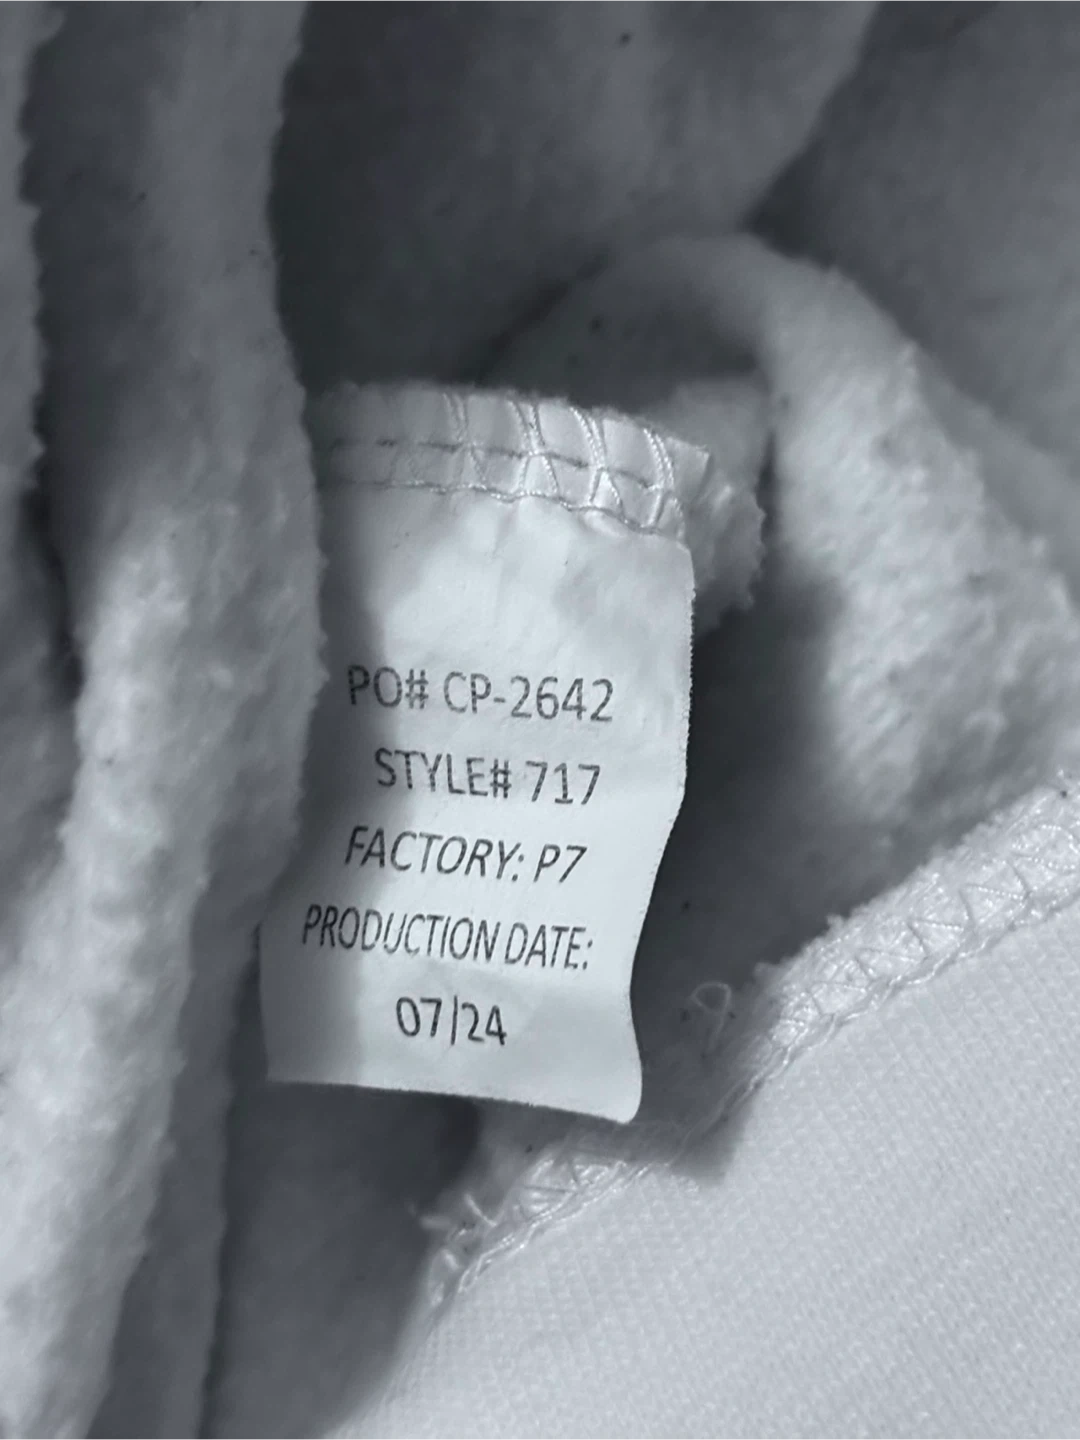 PO# CP-2642
STYLE# 717
FACTORY: P7
PRODUCTION DATE:
07/24